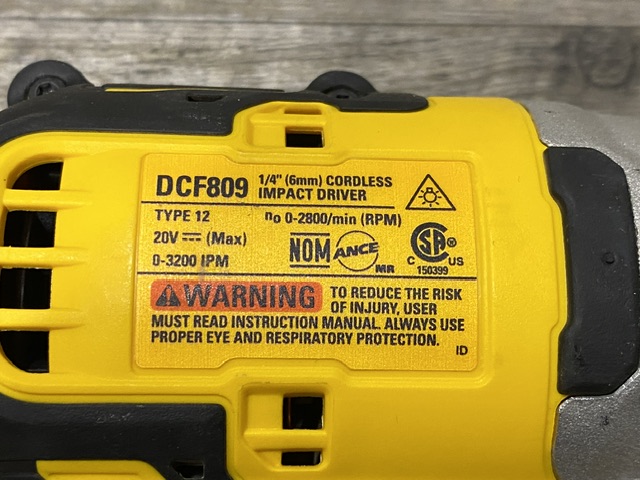 DCF809 1/4" (6mm) CORDLESS
IMPACT DRIVER
TYPE 12 no 0-2800/min (RPM)
20V ⎓ (Max)
0-3200 IPM
NOM ANCE MR
C SA US
150399
⚠WARNING TO REDUCE THE RISK
OF INJURY, USER
MUST READ INSTRUCTION MANUAL. ALWAYS USE
PROPER EYE AND RESPIRATORY PROTECTION.
ID